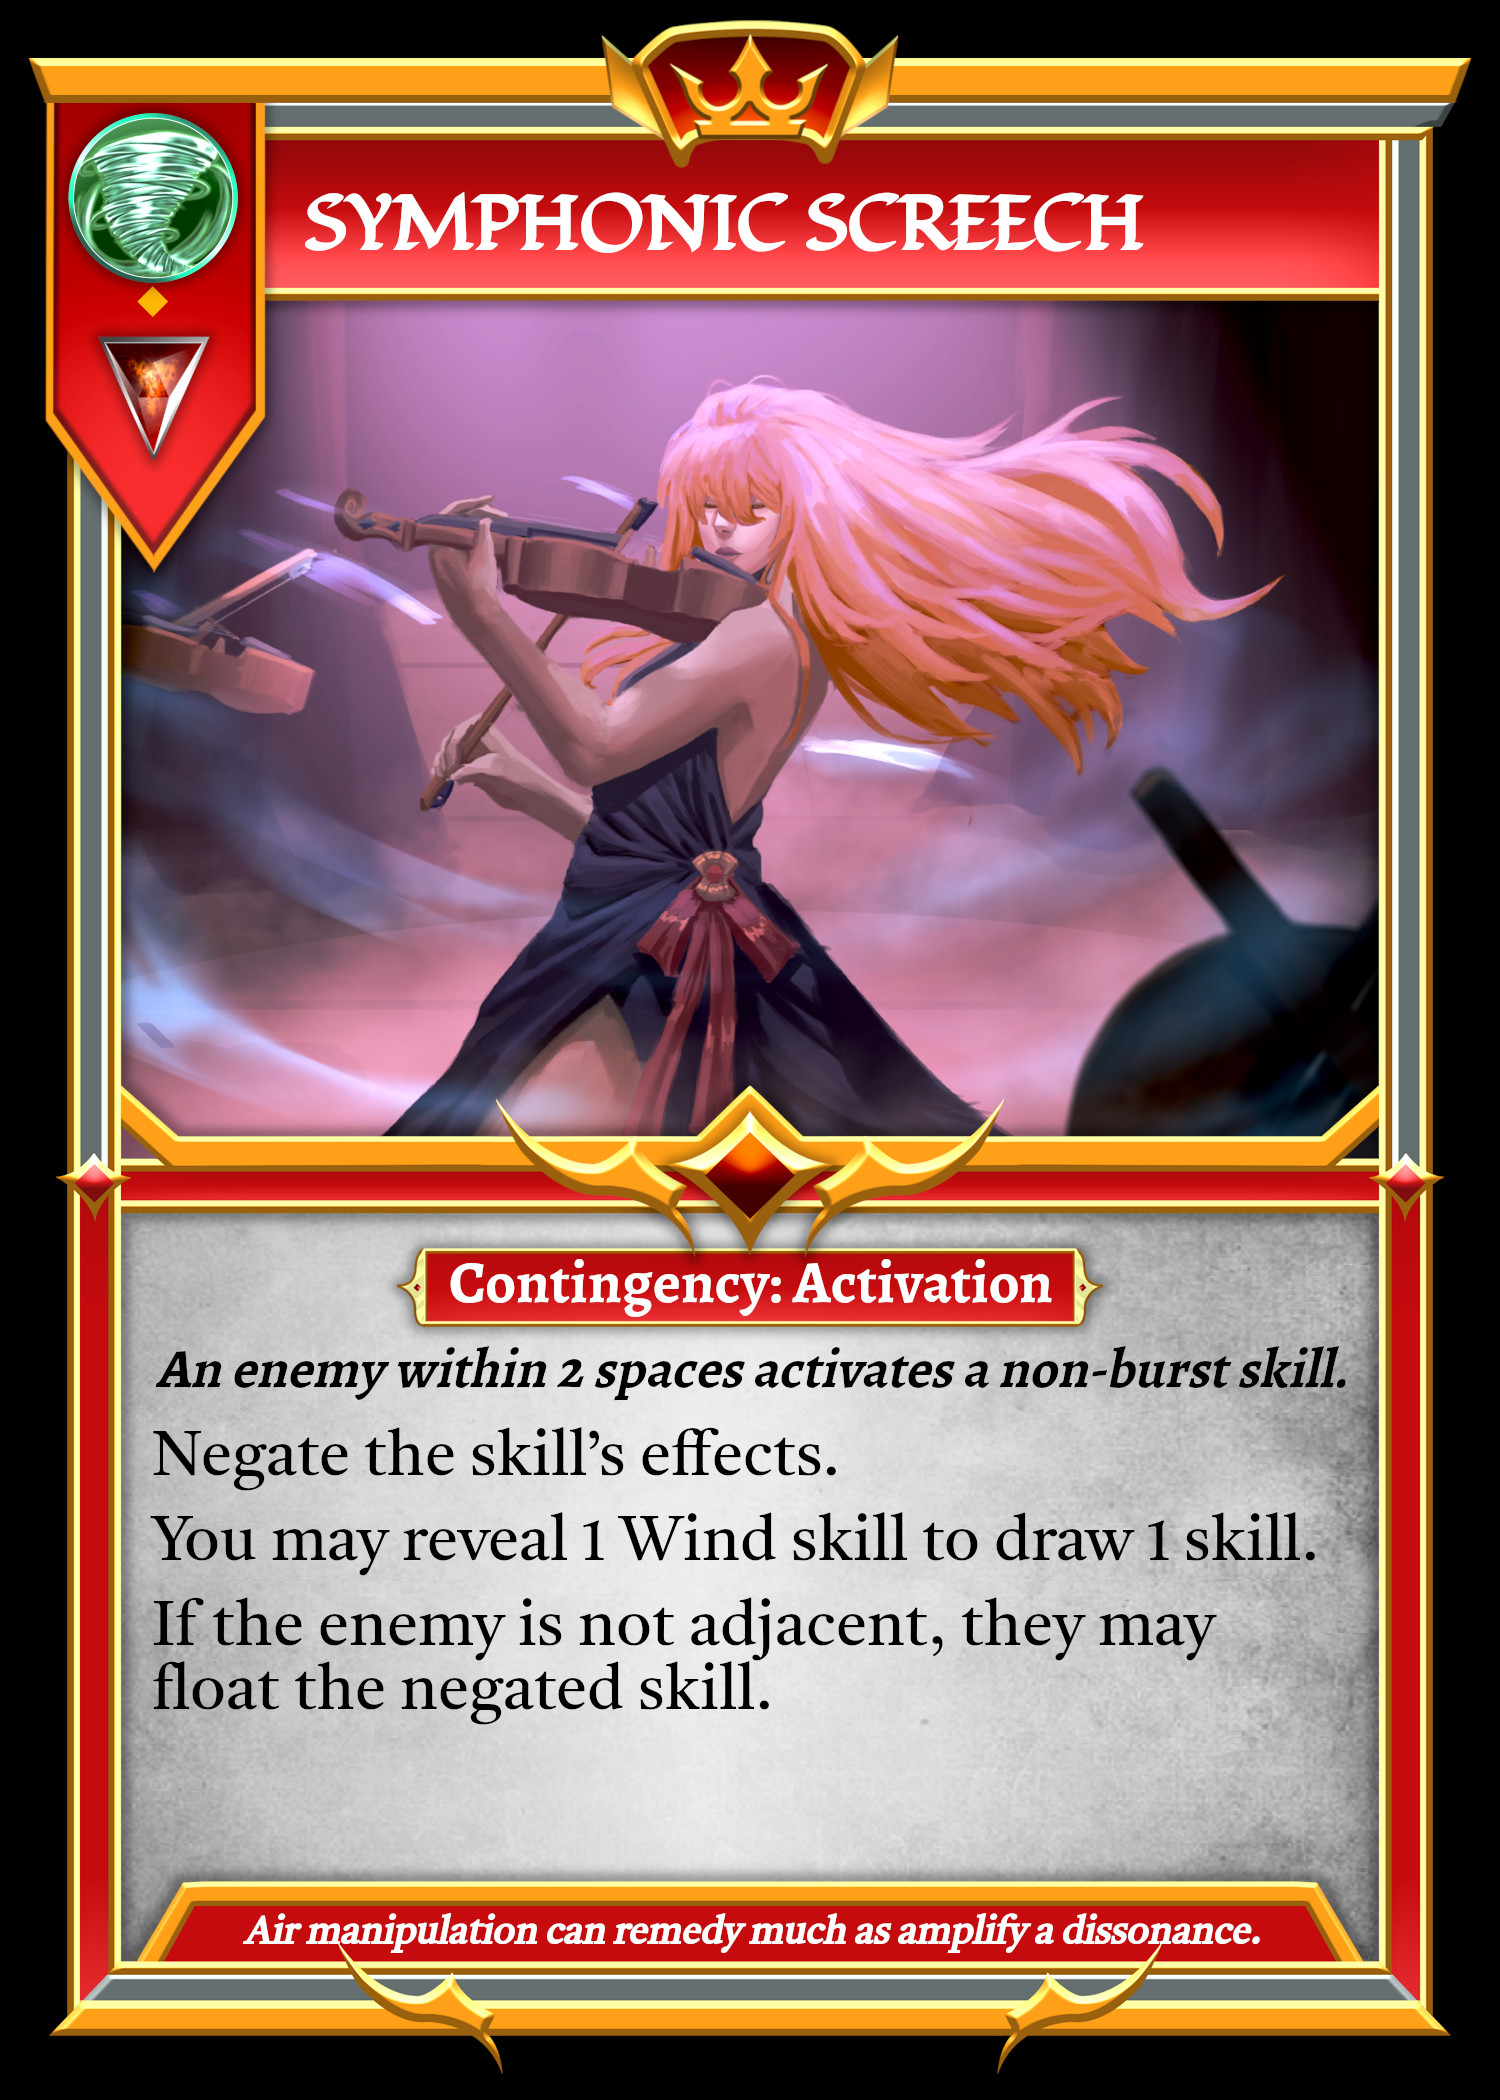 SYMPHONIC SCREECH
Contingency: Activation
An enemy within 2 spaces activates a non-burst skill.
Negate the skill’s effects.
You may reveal 1 Wind skill to draw 1 skill.
If the enemy is not adjacent, they may
float the negated skill.
Air manipulation can remedy much as amplify a dissonance.